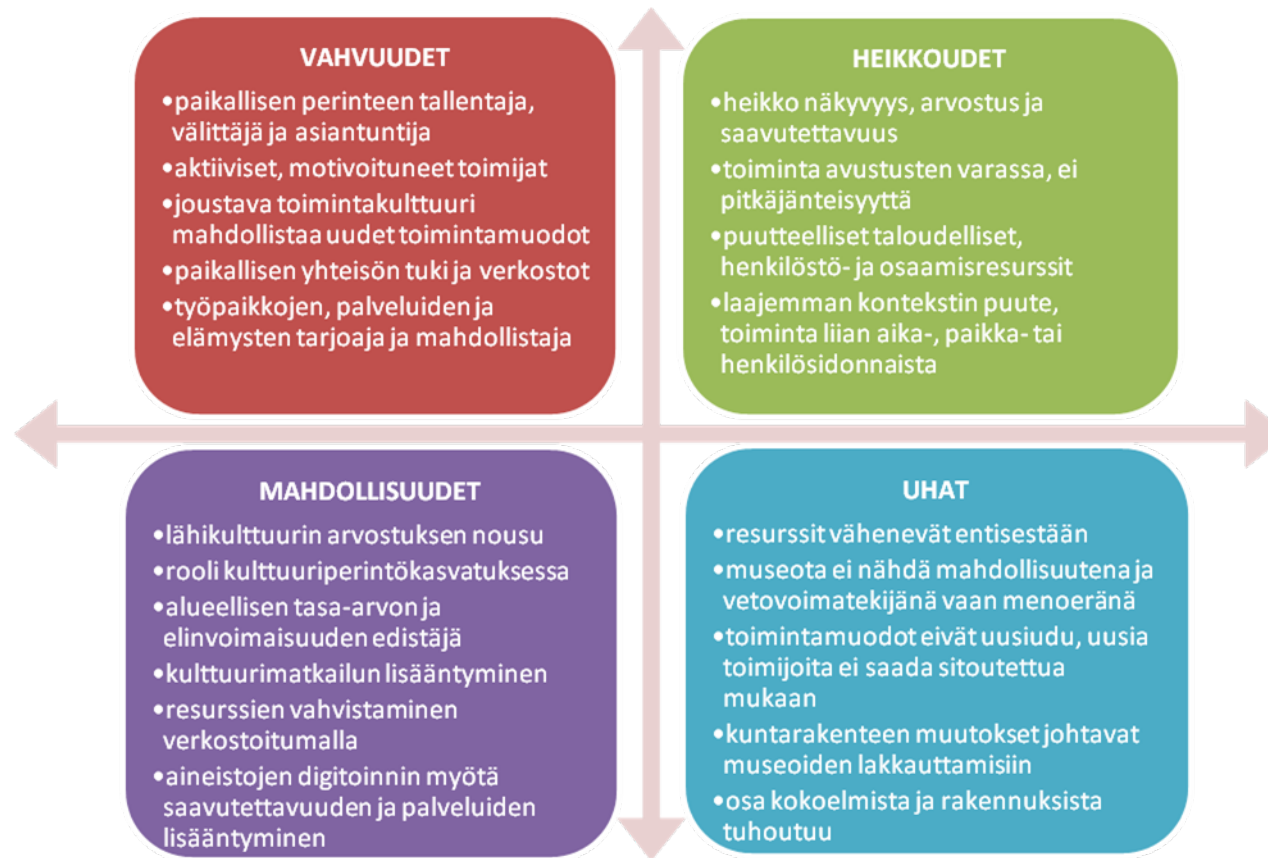 VAHVUUDET
•paikallisen perinteen tallentaja,
välittäjä ja asiantuntija
•aktiiviset, motivoituneet toimijat
•joustava toimintakulttuuri
mahdollistaa uudet toimintamuodot
•paikallisen yhteisön tuki ja verkostot
•työpaikkojen, palveluiden ja
elämysten tarjoaja ja mahdollistaja
HEIKKOUDET
•heikko näkyvyys, arvostus ja
saavutettavuus
•toiminta avustusten varassa, ei
pitkäjänteisyyttä
•puutteelliset taloudelliset,
henkilöstö- ja osaamisresurssit
•laajemman kontekstin puute,
toiminta liian aika-, paikka- tai
henkilösidonnaista
MAHDOLLISUUDET
•lähikulttuurin arvostuksen nousu
•rooli kulttuuriperintökasvatuksessa
•alueellisen tasa-arvon ja
elinvoimaisuuden edistäjä
•kulttuurimatkailun lisääntyminen
•resurssien vahvistaminen
verkostoitumalla
•aineistojen digitoinnin myötä
saavutettavuuden ja palveluiden
lisääntyminen
UHAT
•resurssit vähenevät entisestään
•museota ei nähdä mahdollisuutena ja
vetovoimatekijänä vaan menoeränä
•toimintamuodot eivät uusiudu, uusia
toimijoita ei saada sitoutettua
mukaan
•kuntarakenteen muutokset johtavat
museoiden lakkauttamisiin
•osa kokoelmista ja rakennuksista
tuhoutuu